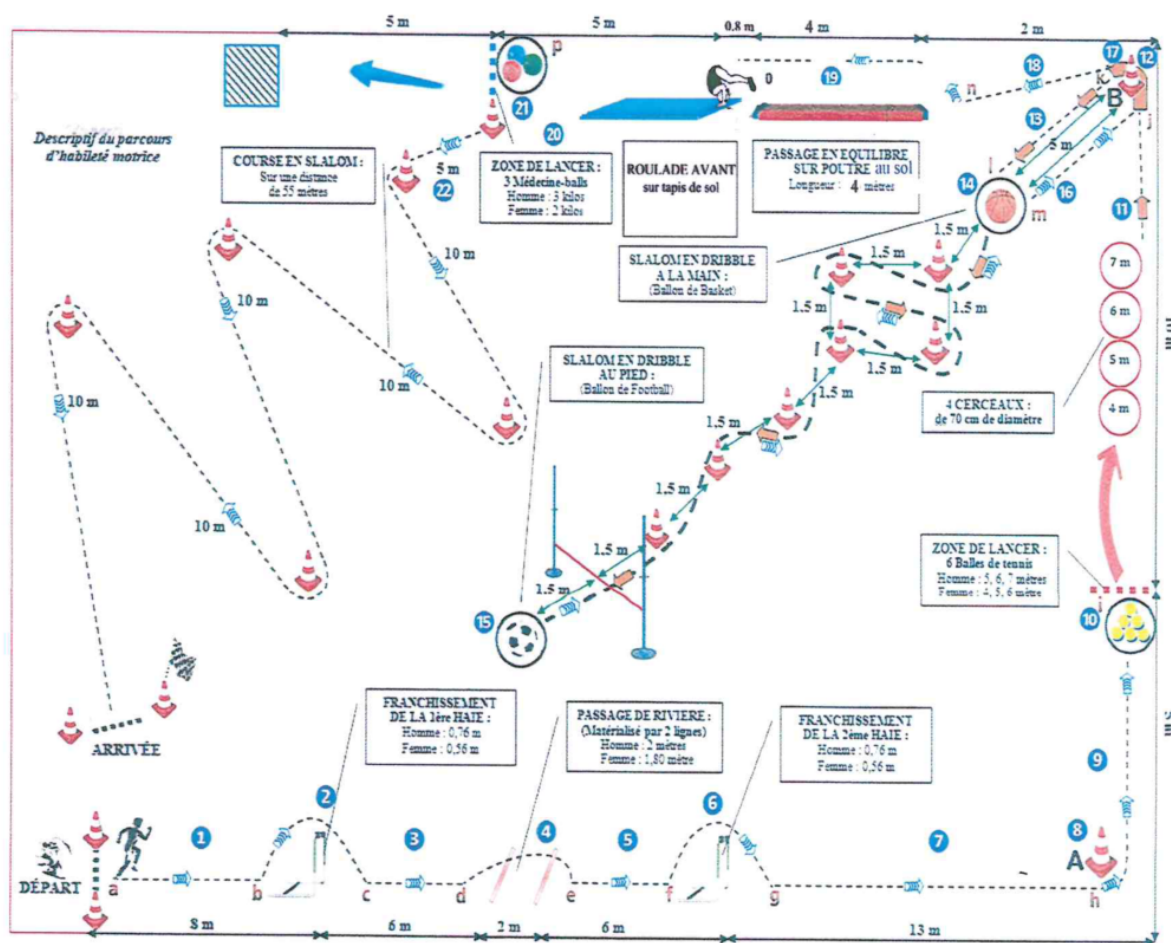 5 m
5 m
0.8 m
4 m
2 m
p
17
12
21
o
19
18
n
k
B
j
Descriptif du parcours
d'habileté motrice
20
13
5 m
COURSE EN SLALOM :
Sur une distance
de 55 mètres
5 m
22
ZONE DE LANCER :
3 Médecine-balls
Homme : 3 kilos
Femme : 2 kilos
ROULADE AVANT
sur tapis de sol
PASSAGE EN EQUILIBRE
SUR POUTRE au sol
Longueur : 4 mètres
l
14
16
m
11
10 m
1.5 m
SLALOM EN DRIBBLE
A LA MAIN :
(Ballon de Basket)
1.5 m
7 m
10 m
10 m
1.5 m
1.5 m
6 m
10 m
SLALOM EN DRIBBLE
AU PIED :
(Ballon de Football)
1.5 m
5 m
10 m
10 m
1.5 m
4 CERCEAUX :
de 70 cm de diamètre
4 m
1.5 m
1.5 m
10 m
1.5 m
1.5 m
ZONE DE LANCER :
6 Balles de tennis
Homme : 5, 6, 7 mètres
Femme : 4, 5, 6 mètre
i
10
15
FRANCHISSEMENT
DE LA 1ère HAIE :
Homme : 0,76 m
Femme : 0,56 m
PASSAGE DE RIVIERE :
(Matérialisé par 2 lignes)
Homme : 2 mètres
Femme : 1,80 mètre
FRANCHISSEMENT
DE LA 2ème HAIE :
Homme : 0,76 m
Femme : 0,56 m
ARRIVÉE
9
1
2
3
4
5
6
7
8
A
DÉPART
a
b
c
d
e
f
g
h
8 m
6 m
2 m
6 m
13 m